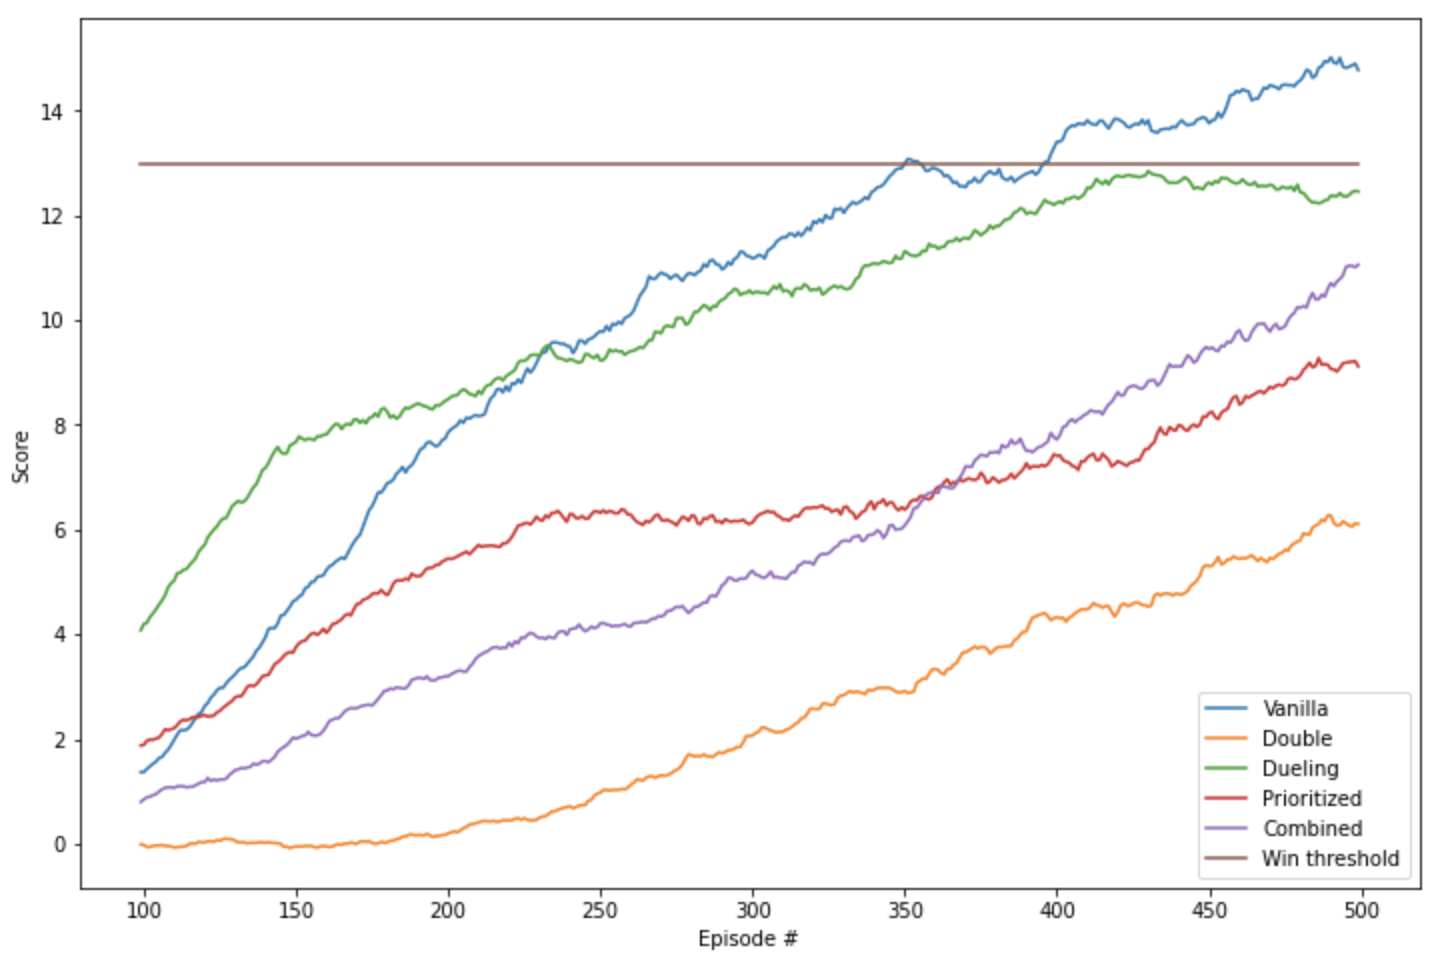 14
12
10
8
6
4
2
0
Score
100 150 200 250 300 350 400 450 500
Episode #
Vanilla
Double
Dueling
Prioritized
Combined
Win threshold